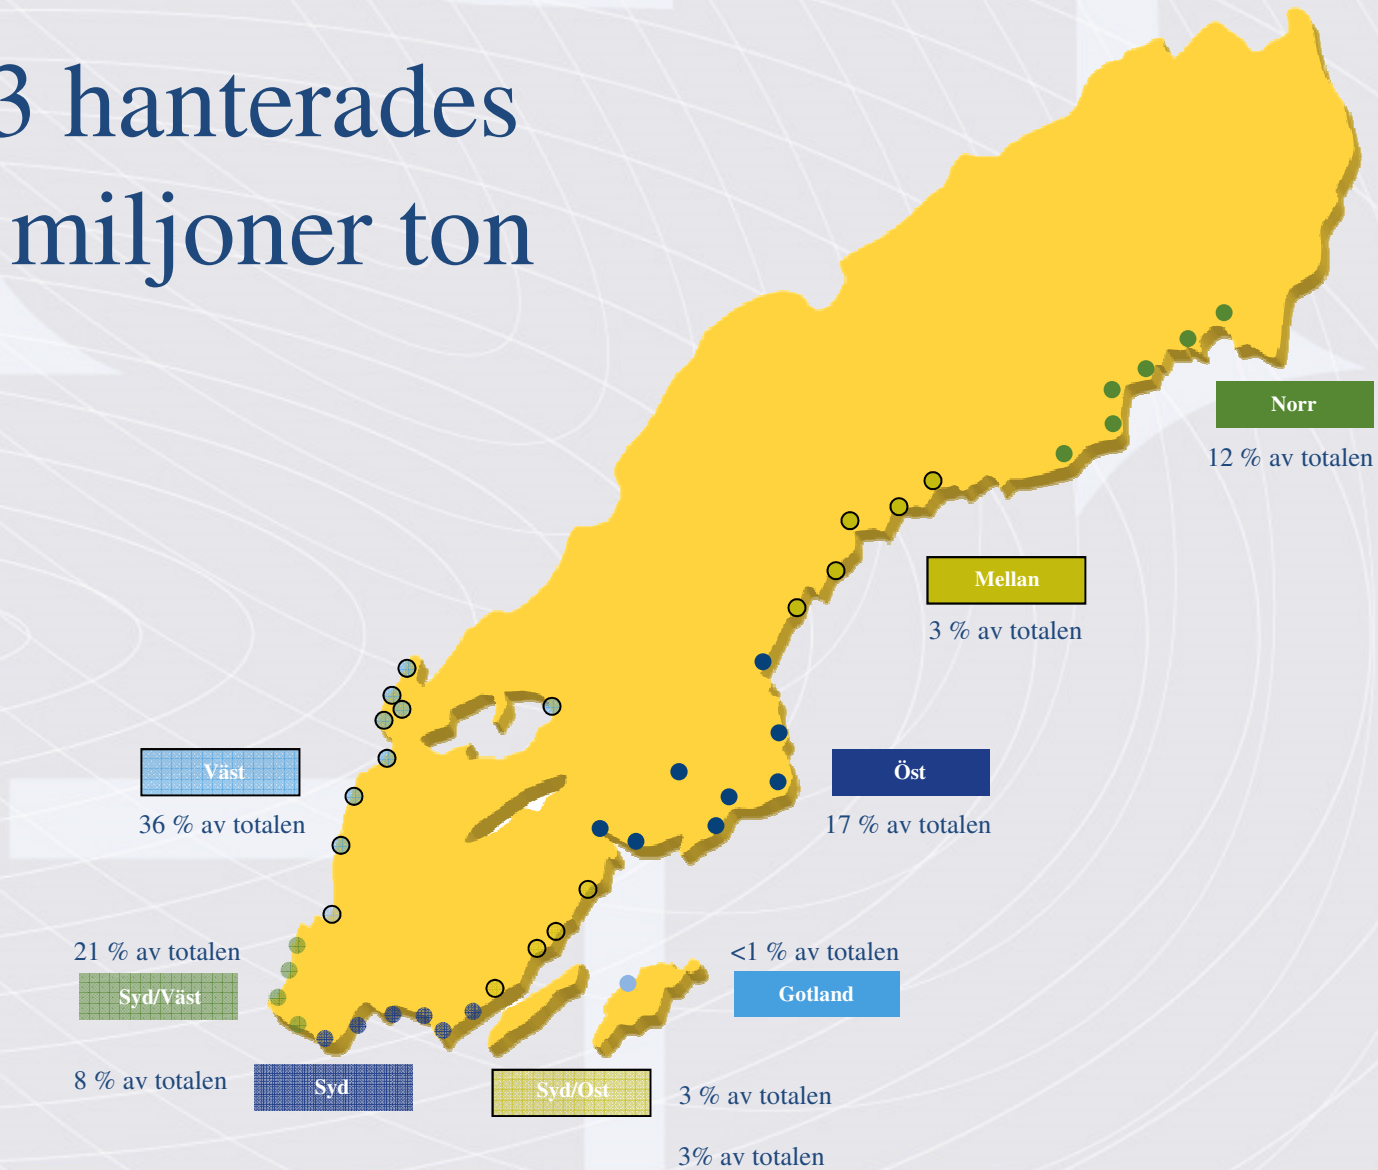 3 hanterades
miljoner ton
Norr
12 % av totalen
Mellan
3 % av totalen
Väst
36 % av totalen
Öst
17 % av totalen
21 % av totalen
Syd/Väst
<1 % av totalen
Gotland
8 % av totalen
Syd
Syd/Ost
3 % av totalen
3% av totalen